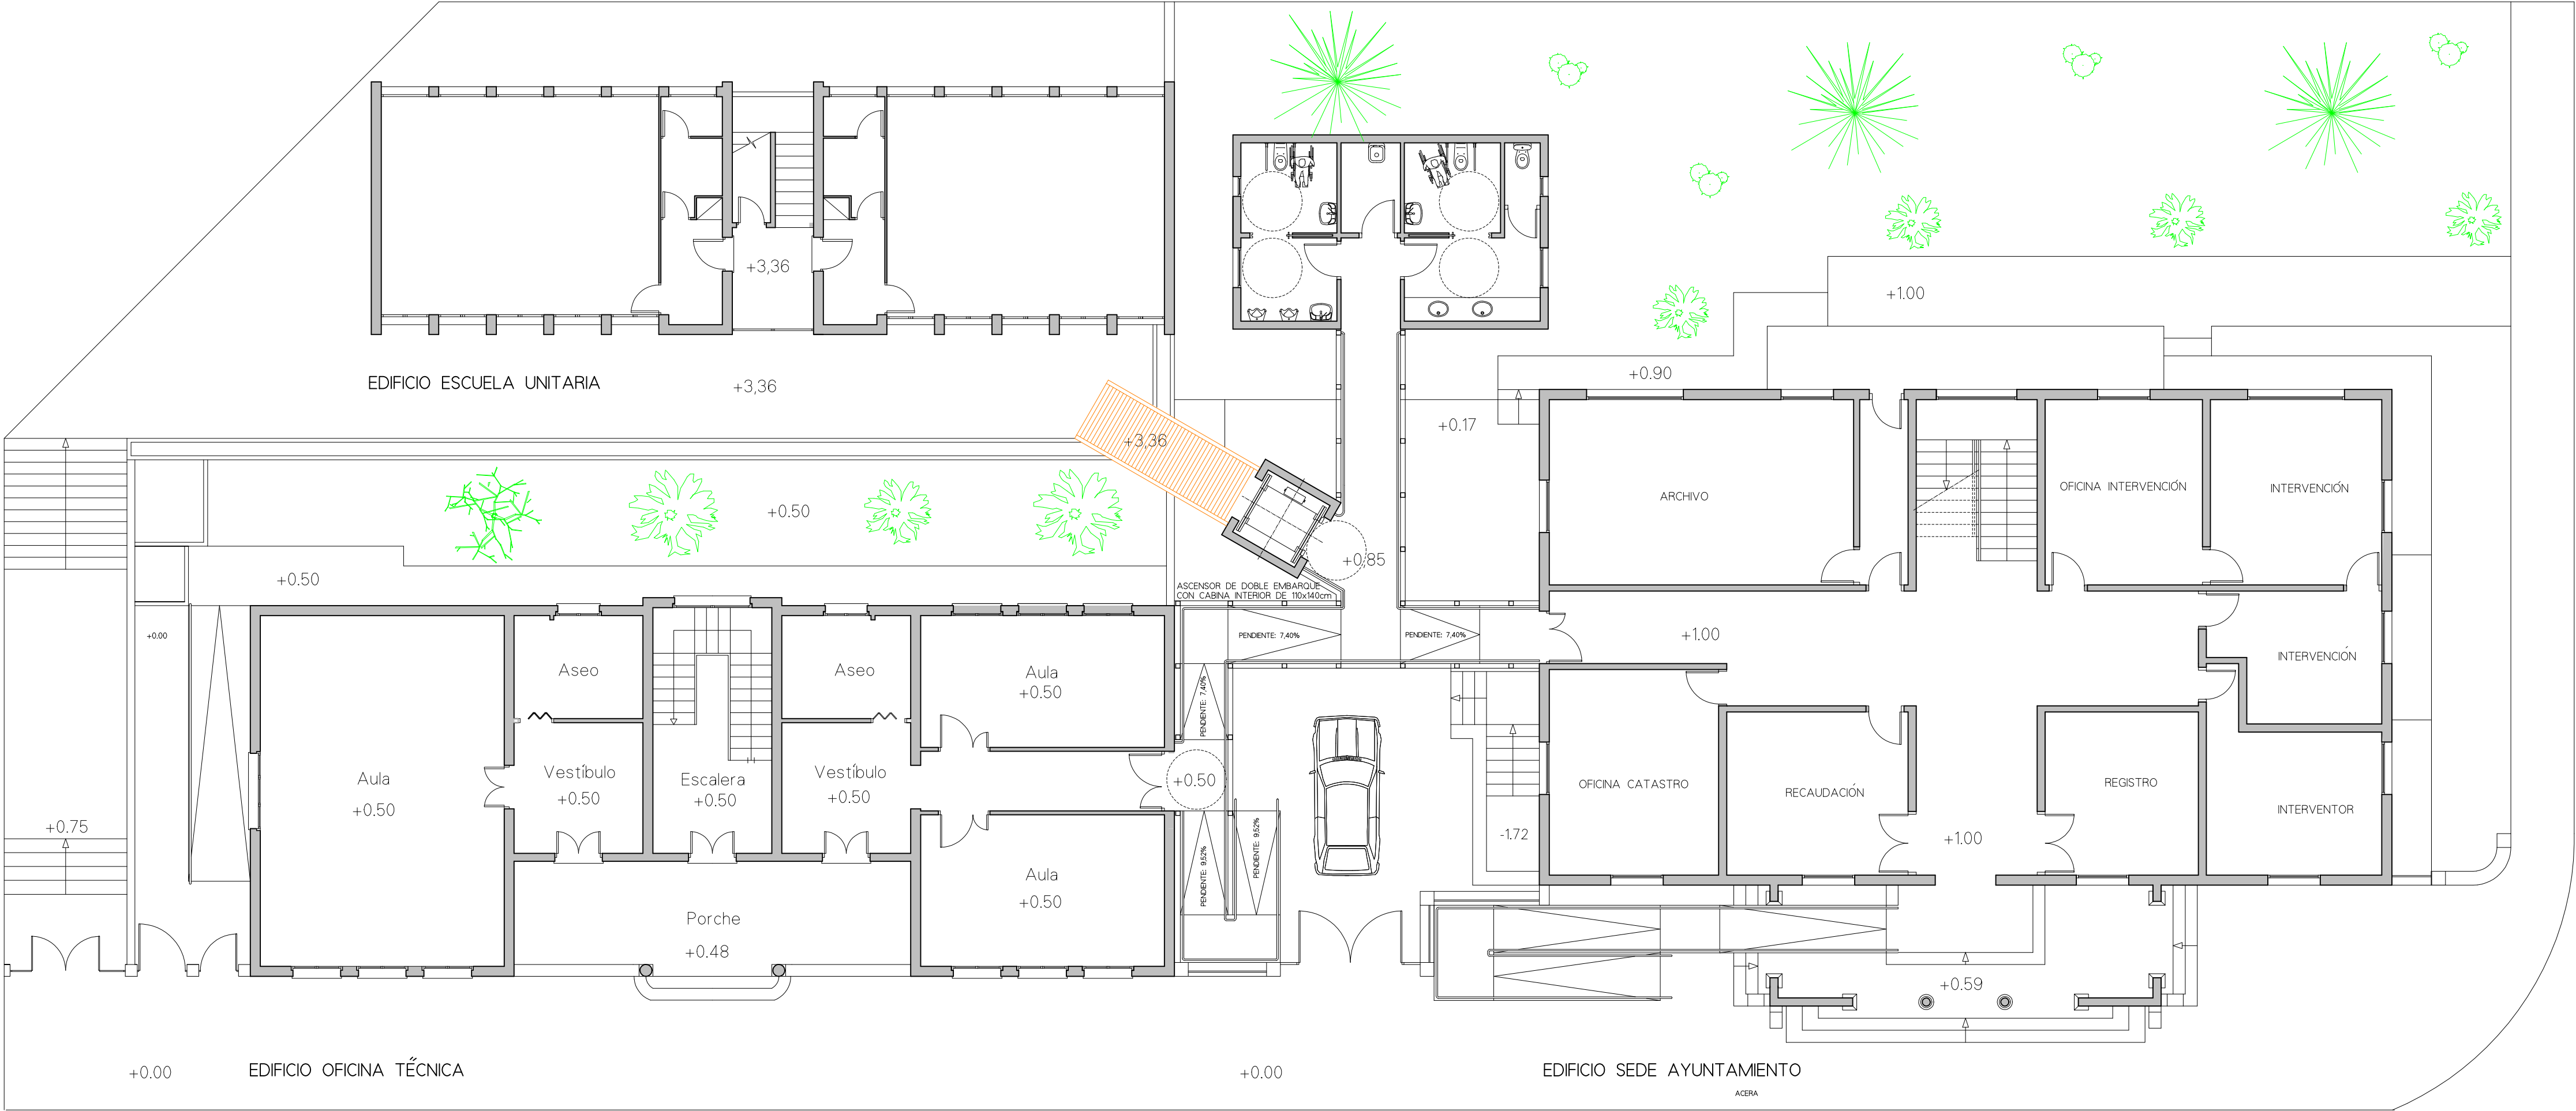 +3,36
+1.00
EDIFICIO ESCUELA UNITARIA
+3,36
+0.90
+3,36
+0.17
ARCHIVO
OFICINA INTERVENCIÓN
INTERVENCIÓN
+0.50
+0.50
+0,85
ASCENSOR DE DOBLE EMBARQUE
CON CABINA INTERIOR DE 110x140cm
+0.00
PENDIENTE: 7,40%
PENDIENTE: 7,40%
+1.00
INTERVENCIÓN
Aseo
Aseo
Aula
+0.50
PENDIENTE: 7,40%
Aula
+0.50
Vestíbulo
+0.50
Escalera
+0.50
Vestíbulo
+0.50
+0.50
OFICINA CATASTRO
RECAUDACIÓN
REGISTRO
INTERVENTOR
+0.75
-1.72
+1.00
PENDIENTE: 9,52%
PENDIENTE: 9,52%
Aula
+0.50
Porche
+0.48
+0.59
+0.00
EDIFICIO OFICINA TE̋CNICA
+0.00
EDIFICIO SEDE AYUNTAMIENTO
ACERA